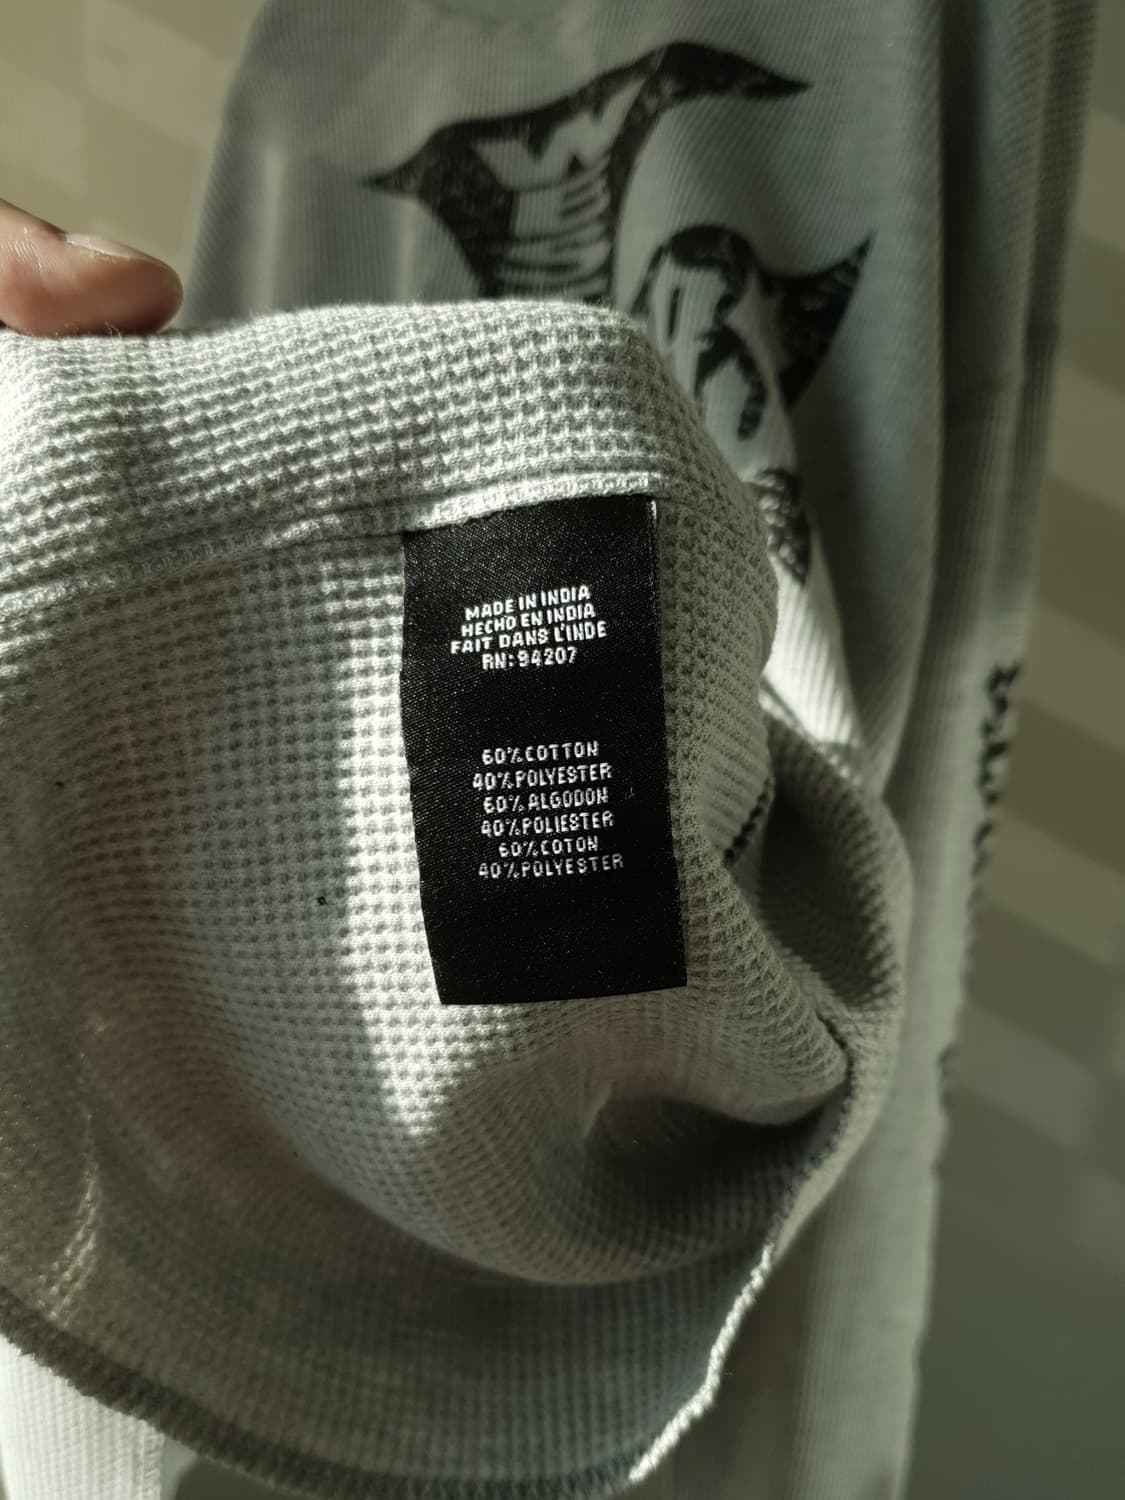 MADE IN INDIA
HECHO EN INDIA
FAIT DANS L'INDE
RN: 94207
60% COTTON
40% POLYESTER
60% ALGODON
40% POLIESTER
60% COTON
40% POLYESTER